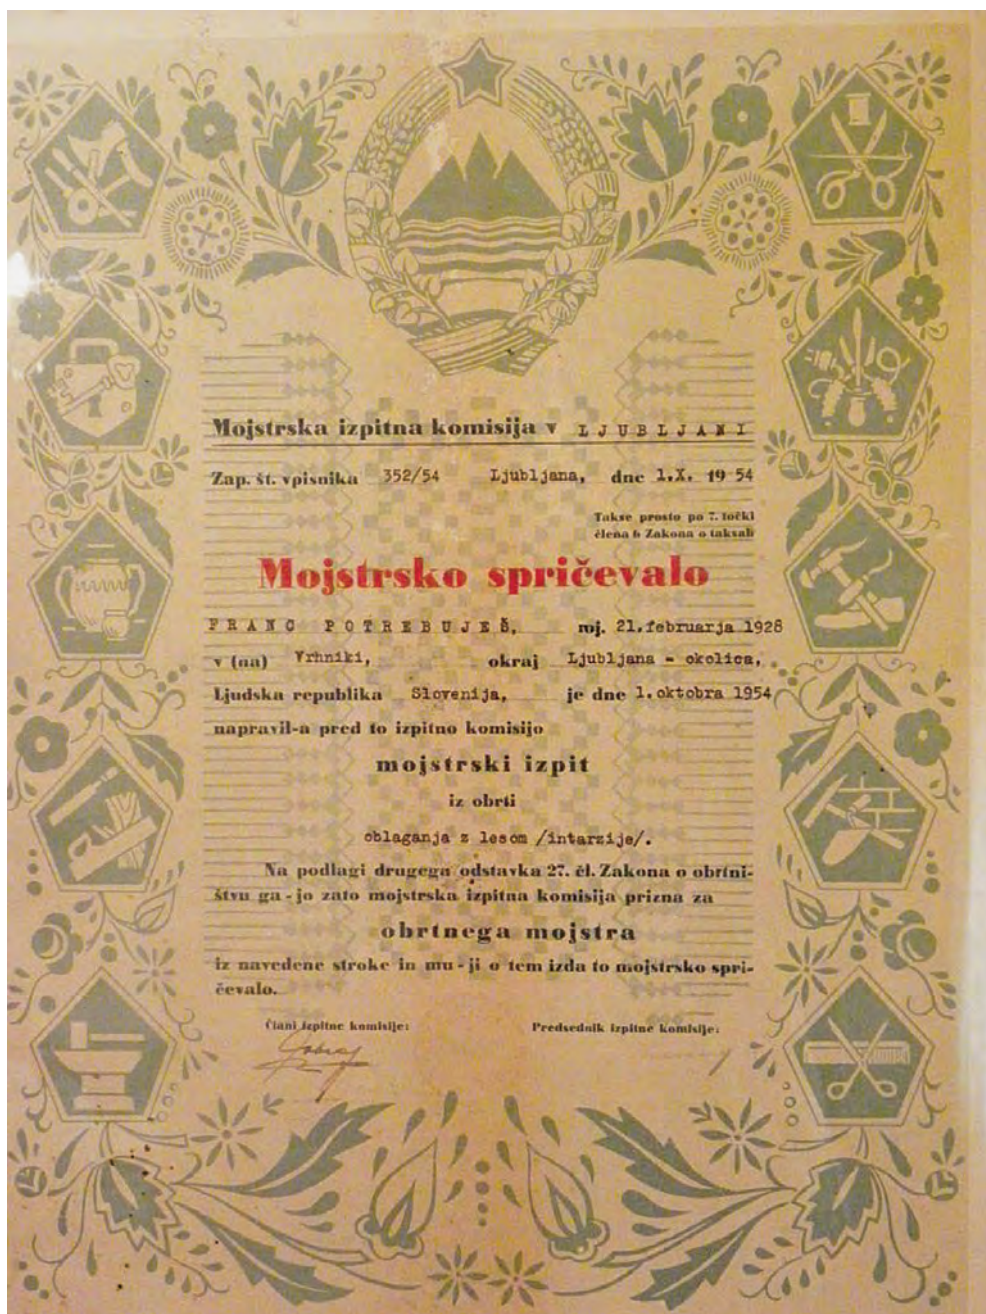 Mojstrska izpitna komisija v LJUBLJANI
Zap. št. vpisnika 352/54 Ljubljana, dne 1.X. 19 54
Takse prosto po 7. točki
člena 6 Zakona o taksah
Mojstrsko spričevalo
FRANC POTREBUJEŠ, roj. 21.februarja 1928
v (na) Vrhniki, okraj Ljubljana - okolica,
Ljudska republika Slovenija, je dne 1.oktobra 1954
napravil-a pred to izpitno komisijo
mojstrski izpit
iz obrti
oblaganja z lesom /intarzije/.
Na podlagi drugega odstavka 27. čl. Zakona o obrtni-
štvu ga - jo zato mojstrska izpitna komisija prizna za
obrtnega mojstra
iz navedene stroke in mu - ji o tem izda to mojstrsko spri-
čevalo.
Člani izpitne komisije: Predsednik izpitne komisije: